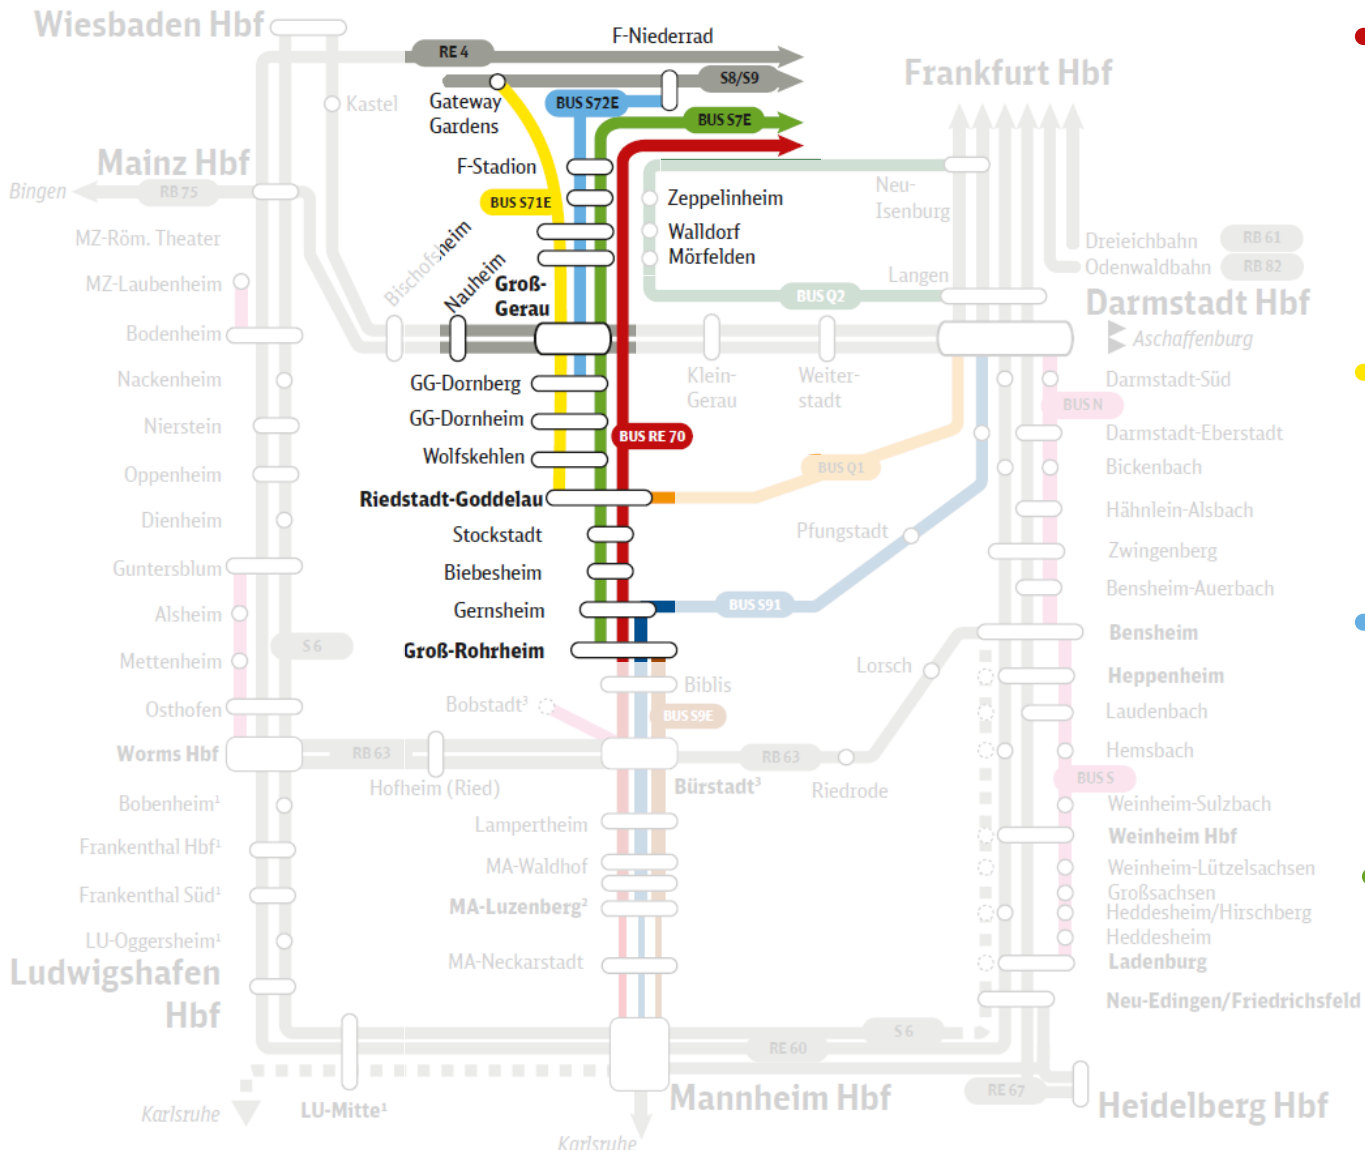 Wiesbaden Hbf
RE 4
F-Niederrad
S8/S9
Kastel
Gateway
Gardens
BUS S72E
Frankfurt Hbf
BUS S7E
Mainz Hbf
F-Stadion
Bingen
RB 75
BUS S71E
Zeppelinheim
Neu-
Isenburg
MZ-Röm. Theater
Walldorf
Mörfelden
Dreieichbahn
RB 61
Odenwaldbahn
RB 82
MZ-Laubenheim
Bischofsheim
Nauheim
Groß-
Gerau
Langen
BUS Q2
Darmstadt Hbf
Bodenheim
Aschaffenburg
Nackenheim
GG-Dornberg
Klein-
Gerau
Weiter-
stadt
Darmstadt-Süd
BUS N
Nierstein
GG-Dornheim
BUS RE 70
Darmstadt-Eberstadt
Wolfskehlen
BUS Q1
Bickenbach
Oppenheim
Riedstadt-Goddelau
Hähnlein-Alsbach
Dienheim
Stockstadt
Pfungstadt
Zwingenberg
Guntersblum
Biebesheim
Bensheim-Auerbach
Alsheim
Gernsheim
BUS S91
Bensheim
S 6
Groß-Rohrheim
Mettenheim
Lorsch
Heppenheim
Biblis
Osthofen
Bobstadt³
BUS S9E
Laudenbach
Worms Hbf
RB 63
RB 63
Hemsbach
Hofheim (Ried)
Bürstadt³
Riedrode
BUS S
Bobenheim¹
Weinheim-Sulzbach
Lampertheim
Weinheim Hbf
Frankenthal Hbf¹
MA-Waldhof
Weinheim-Lützelsachsen
Frankenthal Süd¹
MA-Luzenberg²
Großsachsen
Heddesheim/Hirschberg
LU-Oggersheim¹
Heddesheim
MA-Neckarstadt
Ladenburg
Ludwigshafen
Hbf
Neu-Edingen/Friedrichsfeld
S 6
RE 60
RE 67
Karlsruhe
LU-Mitte¹
Mannheim Hbf
Heidelberg Hbf
Karlsruhe